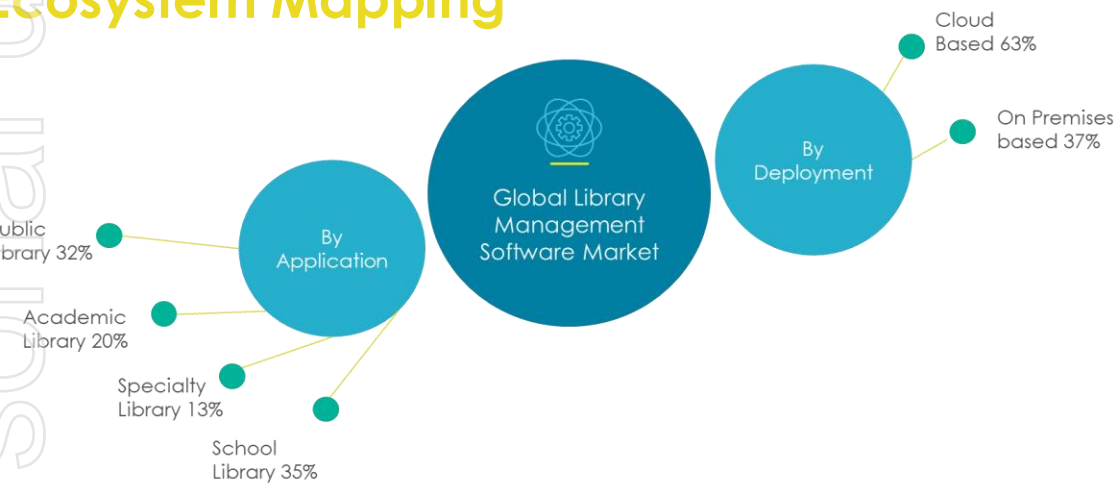 Ecosystem Mapping
Cloud
Based 63%
On Premises
based 37%
By
Deployment
Global Library
Management
Software Market
By
Application
Library 32%
Academic
Library 20%
Specialty
Library 13%
School
Library 35%